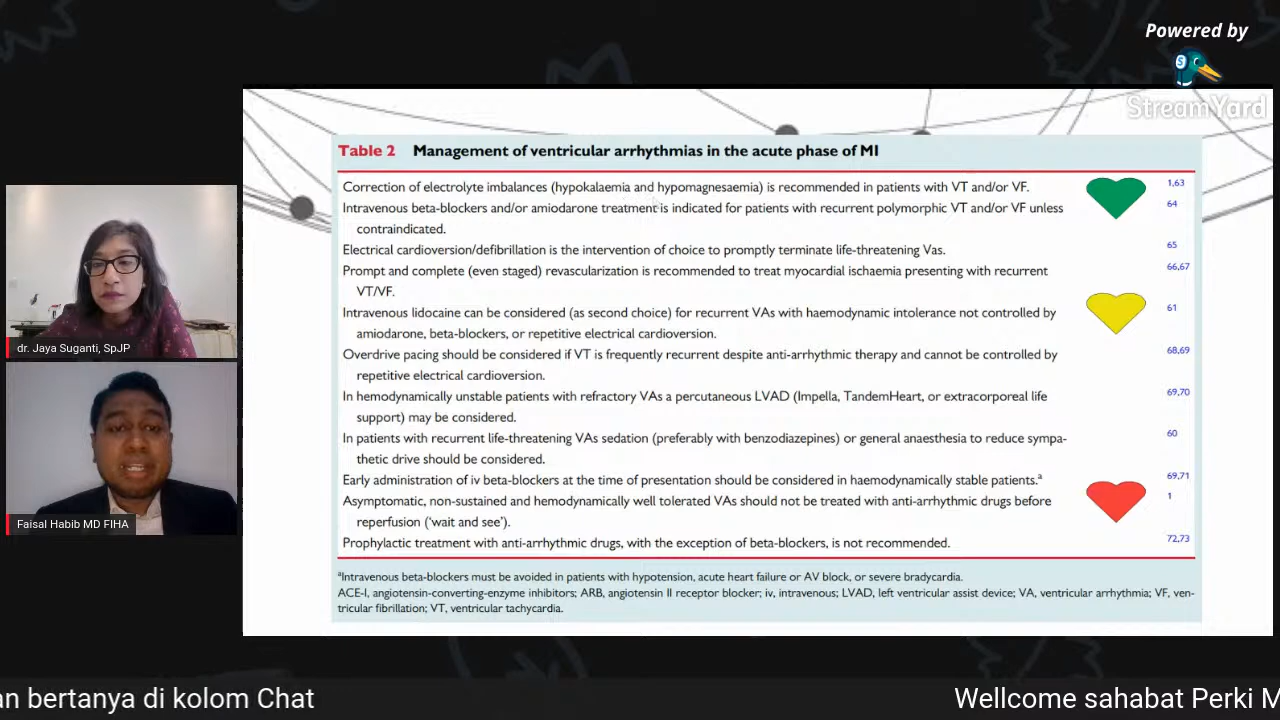 Powered by
StreamYard
Table 2 Management of ventricular arrhythmias in the acute phase of MI
Correction of electrolyte imbalances (hypokalaemia and hypomagnesaemia) is recommended in patients with VT and/or VF. 1,63
Intravenous beta-blockers and/or amiodarone treatment is indicated for patients with recurrent polymorphic VT and/or VF unless 64
contraindicated.
Electrical cardioversion/defibrillation is the intervention of choice to promptly terminate life-threatening Vas. 65
Prompt and complete (even staged) revascularization is recommended to treat myocardial ischaemia presenting with recurrent 66,67
VT/VF.
Intravenous lidocaine can be considered (as second choice) for recurrent VAs with haemodynamic intolerance not controlled by 61
amiodarone, beta-blockers, or repetitive electrical cardioversion.
Overdrive pacing should be considered if VT is frequently recurrent despite anti-arrhythmic therapy and cannot be controlled by 68,69
repetitive electrical cardioversion.
In hemodynamically unstable patients with refractory VAs a percutaneous LVAD (Impella, TandemHeart, or extracorporeal life 69,70
support) may be considered.
In patients with recurrent life-threatening VAs sedation (preferably with benzodiazepines) or general anaesthesia to reduce sympa- 60
thetic drive should be considered.
Early administration of iv beta-blockers at the time of presentation should be considered in haemodynamically stable patients.ᵃ 69,71
Asymptomatic, non-sustained and hemodynamically well tolerated VAs should not be treated with anti-arrhythmic drugs before 1
reperfusion (‘wait and see’).
Prophylactic treatment with anti-arrhythmic drugs, with the exception of beta-blockers, is not recommended. 72,73
ᵃIntravenous beta-blockers must be avoided in patients with hypotension, acute heart failure or AV block, or severe bradycardia.
ACE-I, angiotensin-converting-enzyme inhibitors; ARB, angiotensin II receptor blocker; iv, intravenous; LVAD, left ventricular assist device; VA, ventricular arrhythmia; VF, ven-
tricular fibrillation; VT, ventricular tachycardia.
dr. Jaya Suganti, SpJP
Faisal Habib MD FIHA
an bertanya di kolom Chat Wellcome sahabat Perki M